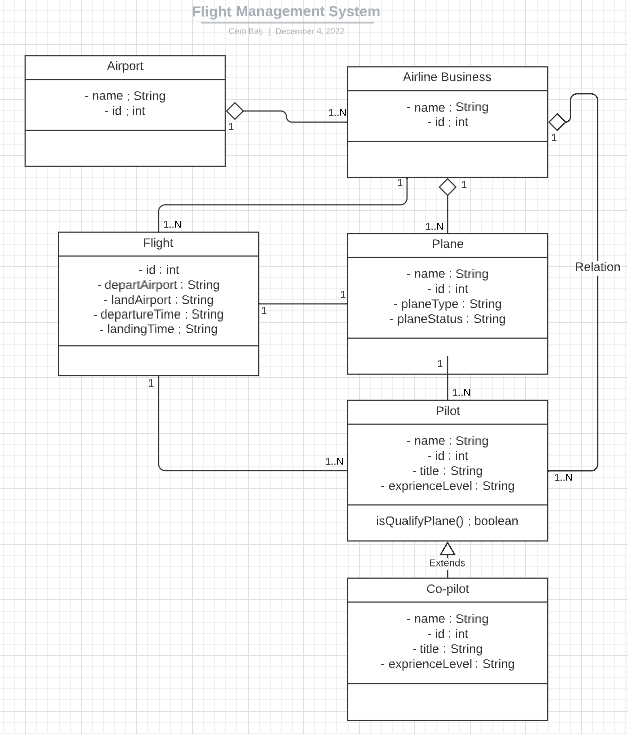 Flight Management System
Cem Baş | December 4, 2022
Airport
- name : String
- id : int
1
1..N
Airline Business
- name : String
- id : int
1
1
1
1..N
1..N
Flight
- id : int
- departAirport : String
- landAirport : String
- departureTime : String
- landingTime : String
1
1
1
Plane
- name : String
- id : int
- planeType : String
- planeStatus : String
Relation
1
1..N
1..N
1..N
Pilot
- name : String
- id : int
- title : String
- exprienceLevel : String
isQualifyPlane() : boolean
Extends
Co-pilot
- name : String
- id : int
- title : String
- exprienceLevel : String